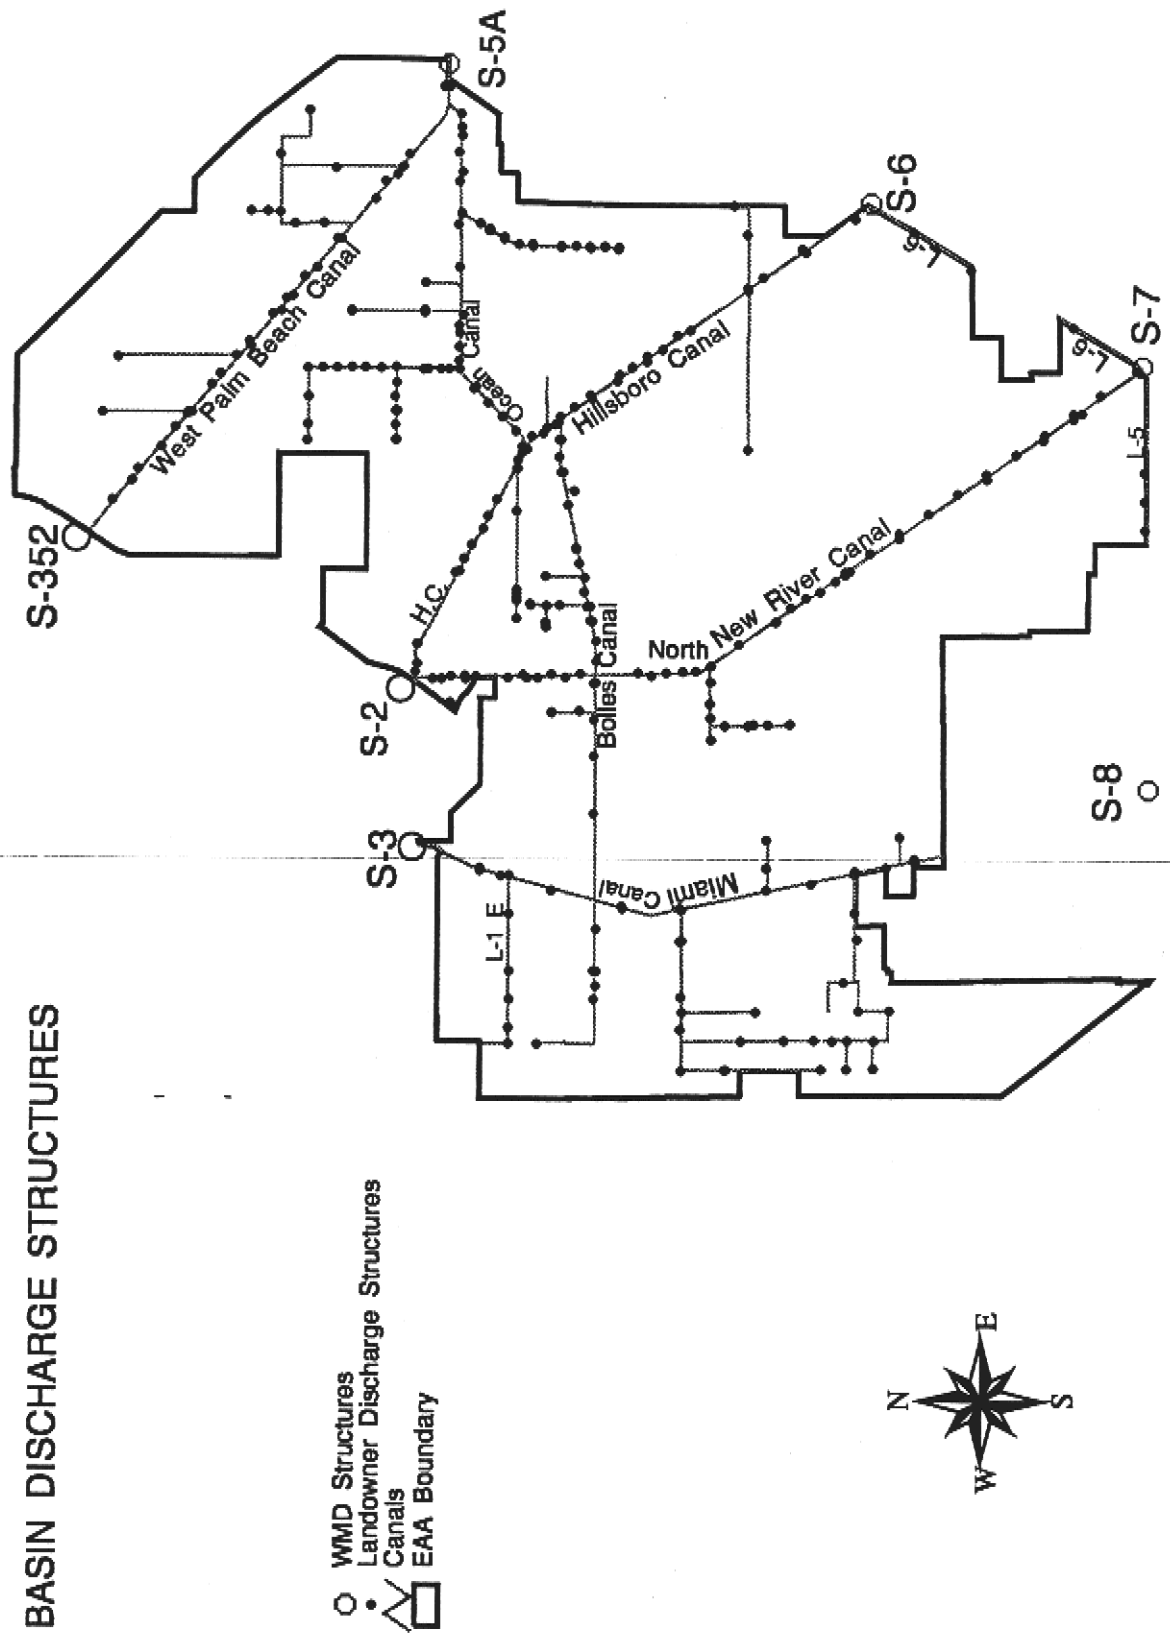 BASIN DISCHARGE STRUCTURES
WMD Structures
Landowner Discharge Structures
Canals
EAA Boundary
N
W
E
S
S-352
S-5A
West Palm Beach Canal
Ocean Canal
S-2
H.C.
Hillsboro Canal
S-6
L-6
S-3
L-1 E
Bolles Canal
North New River Canal
Miami Canal
L-6
S-7
L-5
S-8